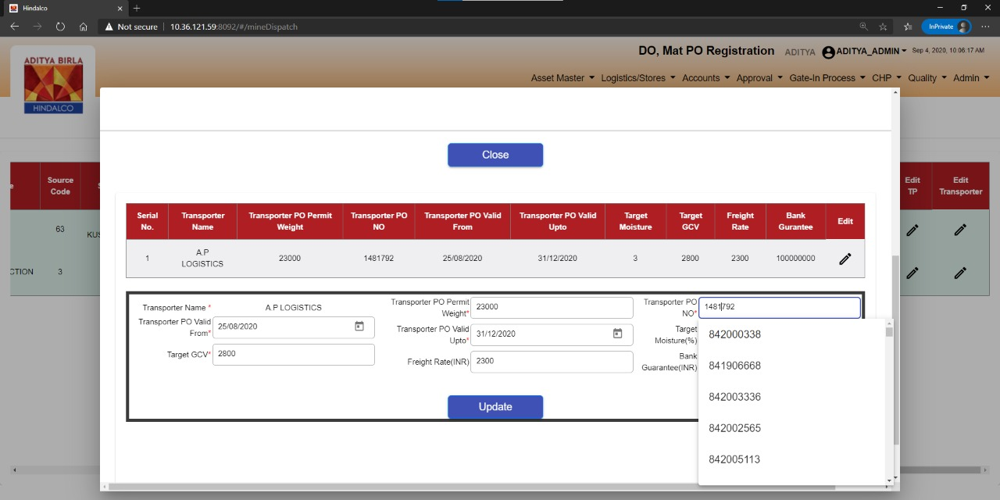 Hindalco
Not secure 10.36.121.59:8092/#/mineDispatch
InPrivate
ADITYA BIRLA
HINDALCO
DO, Mat PO Registration ADITYA ADITYA_ADMIN Sep 4, 2020, 10:06:17 AM
Asset Master Logistics/Stores Accounts Approval Gate-In Process CHP Quality Admin
Close
e
Source Code
S
Edit TP
Edit Transporter
63
KUS
CTION
3
Serial No.
Transporter Name
Transporter PO Permit Weight
Transporter PO NO
Transporter PO Valid From
Transporter PO Valid Upto
Target Moisture
Target GCV
Freight Rate
Bank Gurantee
Edit
1
A.P LOGISTICS
23000
1481792
25/08/2020
31/12/2020
3
2800
2300
100000000
Transporter Name * A.P LOGISTICS
Transporter PO Permit Weight* 23000
Transporter PO NO* 1481792
Transporter PO Valid From* 25/08/2020
Transporter PO Valid Upto* 31/12/2020
Target Moisture(%)
Target GCV* 2800
Freight Rate(INR) 2300
Bank Guarantee(INR)
842000338
841906668
842003336
842002565
842005113
Update